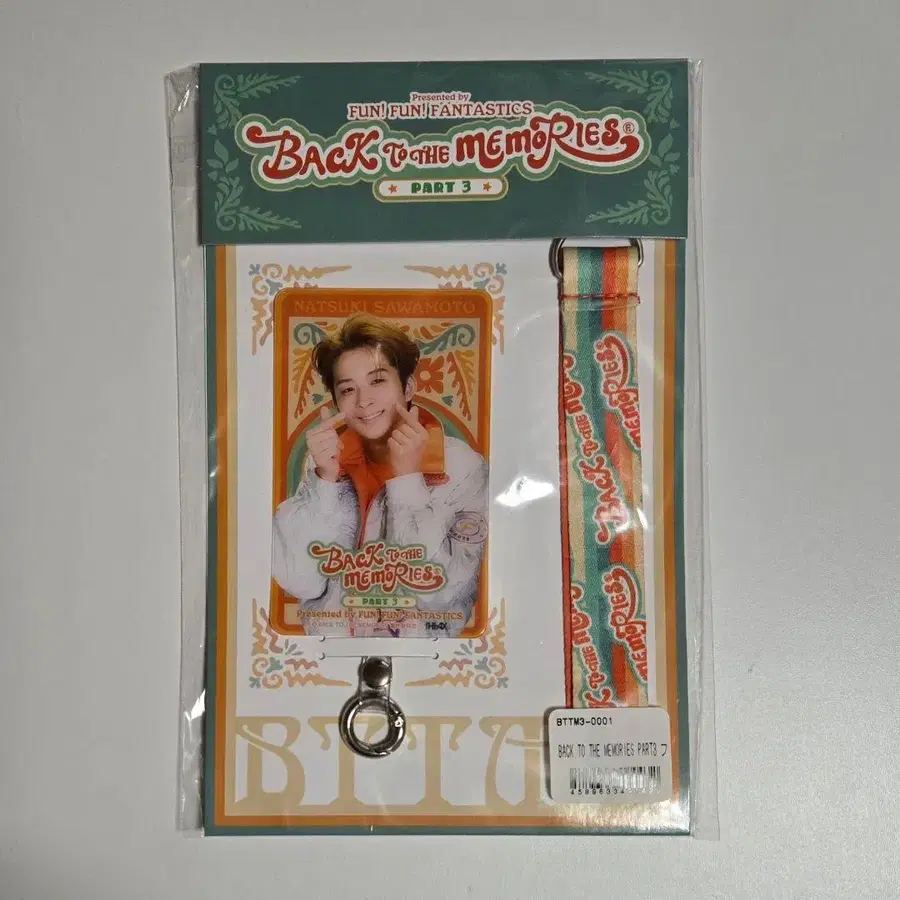 Presented by
FUN! FUN! FANTASTICS
BACK TO THE MEMORIES®
PART 3
NATSUKI SAWAMOTO
BACK TO THE
MEMORIES®
PART 3
Presented by FUN! FUN! FANTASTICS
BACK TO THE
MEMORIES
BACK TO THE
MEMORIES
BTTM3-0001
BACK TO THE MEMORIES PART3 フ
BTT